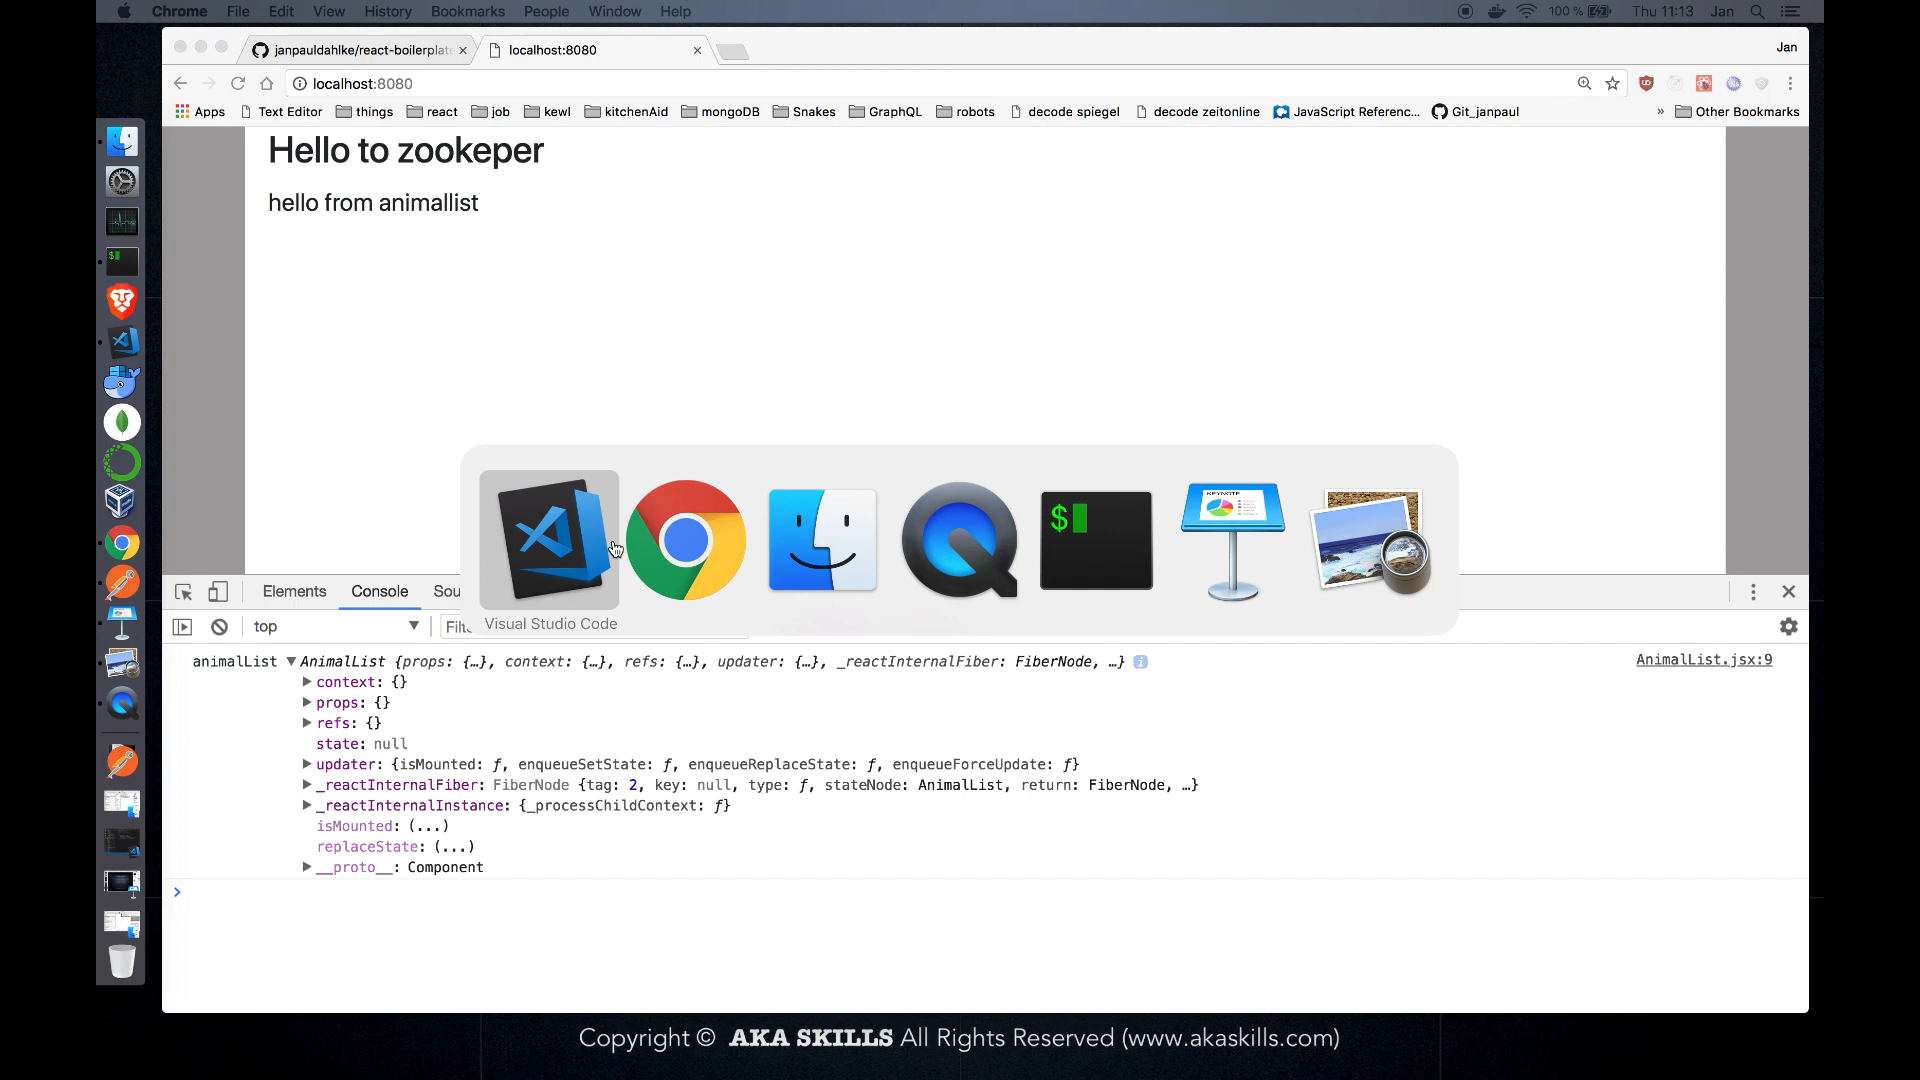 Chrome File Edit View History Bookmarks People Window Help 100 % Thu 11:13 Jan
janpauldahlke/react-boilerplat localhost:8080 Jan
localhost:8080
Apps Text Editor things react job kewl kitchenAid mongoDB Snakes GraphQL robots decode spiegel decode zeitonline JavaScript Referenc... Git_janpaul » Other Bookmarks
Hello to zookeper
hello from animallist
$
KEYNOTE
$
Visual Studio Code
Elements Console Sou
top Filt
animalList ▼AnimalList {props: {…}, context: {…}, refs: {…}, updater: {…}, _reactInternalFiber: FiberNode, …} i AnimalList.jsx:9
▶context: {}
▶props: {}
▶refs: {}
state: null
▶updater: {isMounted: ƒ, enqueueSetState: ƒ, enqueueReplaceState: ƒ, enqueueForceUpdate: ƒ}
▶_reactInternalFiber: FiberNode {tag: 2, key: null, type: ƒ, stateNode: AnimalList, return: FiberNode, …}
▶_reactInternalInstance: {_processChildContext: ƒ}
isMounted: (...)
replaceState: (...)
▶__proto__: Component
>
Copyright © AKA SKILLS All Rights Reserved (www.akaskills.com)